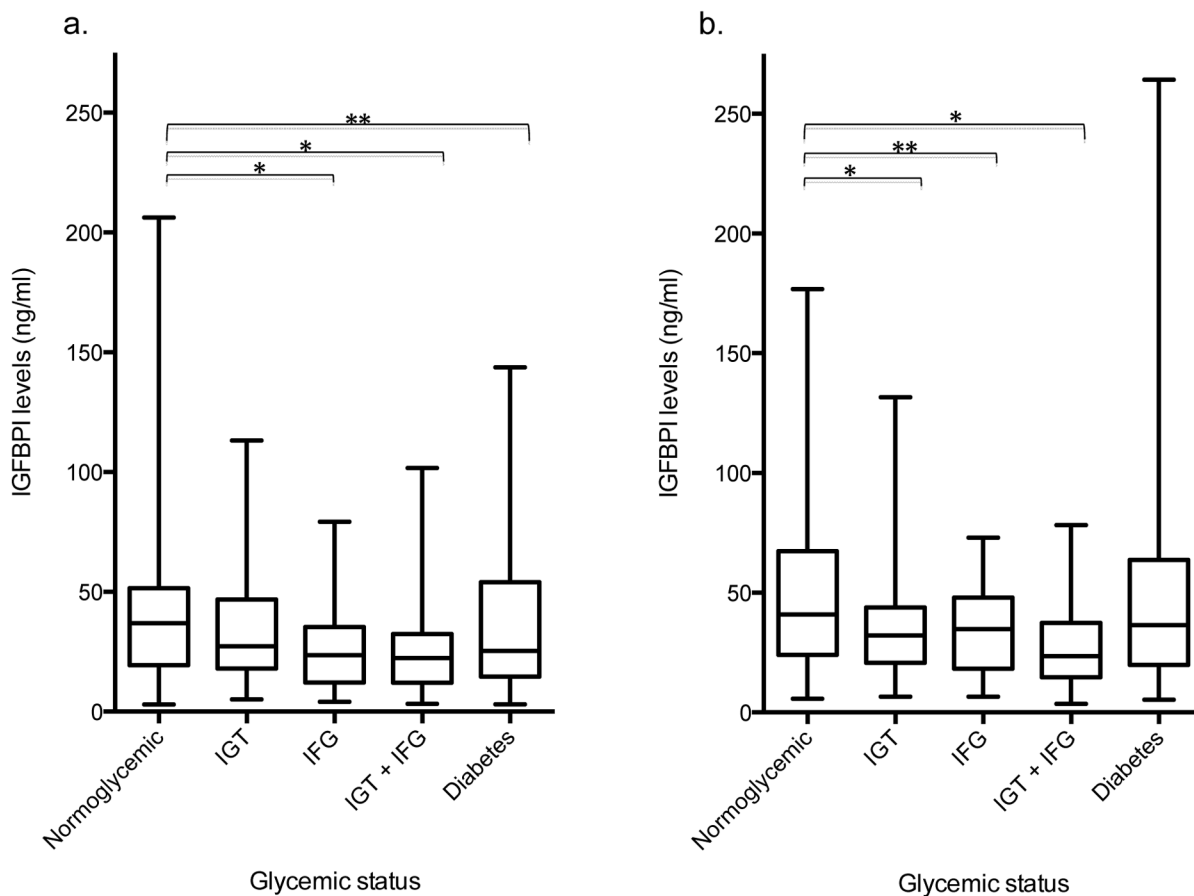 a.
250
200
150
100
50
0
IGFBPI levels (ng/ml)
**
*
*
Normoglycemic
IGT
IFG
IGT + IFG
Diabetes
Glycemic status
b.
250
200
150
100
50
0
IGFBPI levels (ng/ml)
*
**
*
Normoglycemic
IGT
IFG
IGT + IFG
Diabetes
Glycemic status